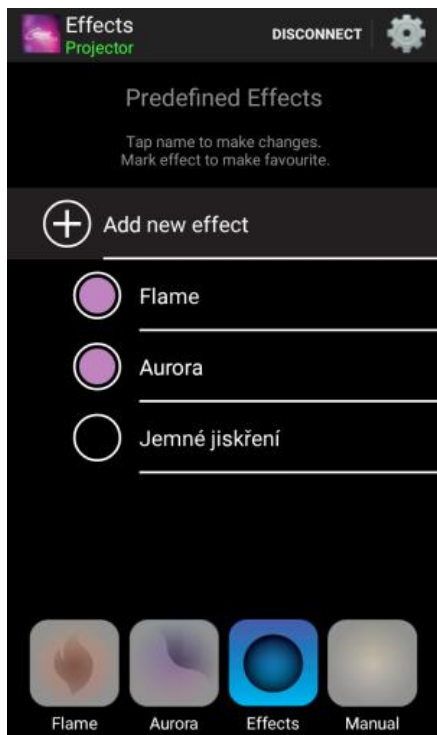 Effects
Projector
DISCONNECT
Predefined Effects
Tap name to make changes.
Mark effect to make favourite.
Add new effect
Flame
Aurora
Jemné jiskření
Flame Aurora Effects Manual